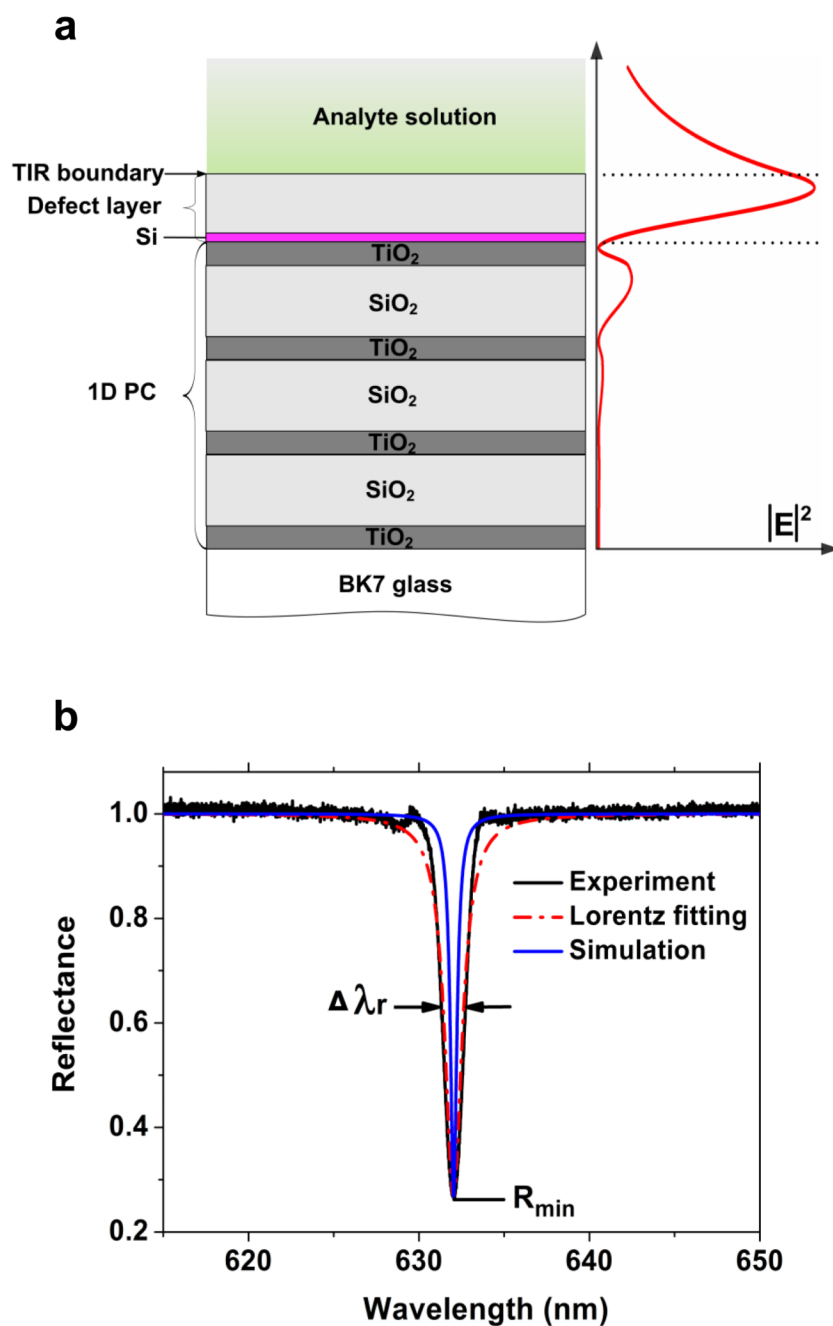 a
Analyte solution
TIR boundary
Defect layer
Si
TiO₂
SiO₂
TiO₂
1D PC
SiO₂
TiO₂
SiO₂
TiO₂
|E|²
BK7 glass
b
1.0
0.8
0.6
0.4
0.2
Reflectance
Experiment
Lorentz fitting
Simulation
Δλr
Rmin
620
630
640
650
Wavelength (nm)